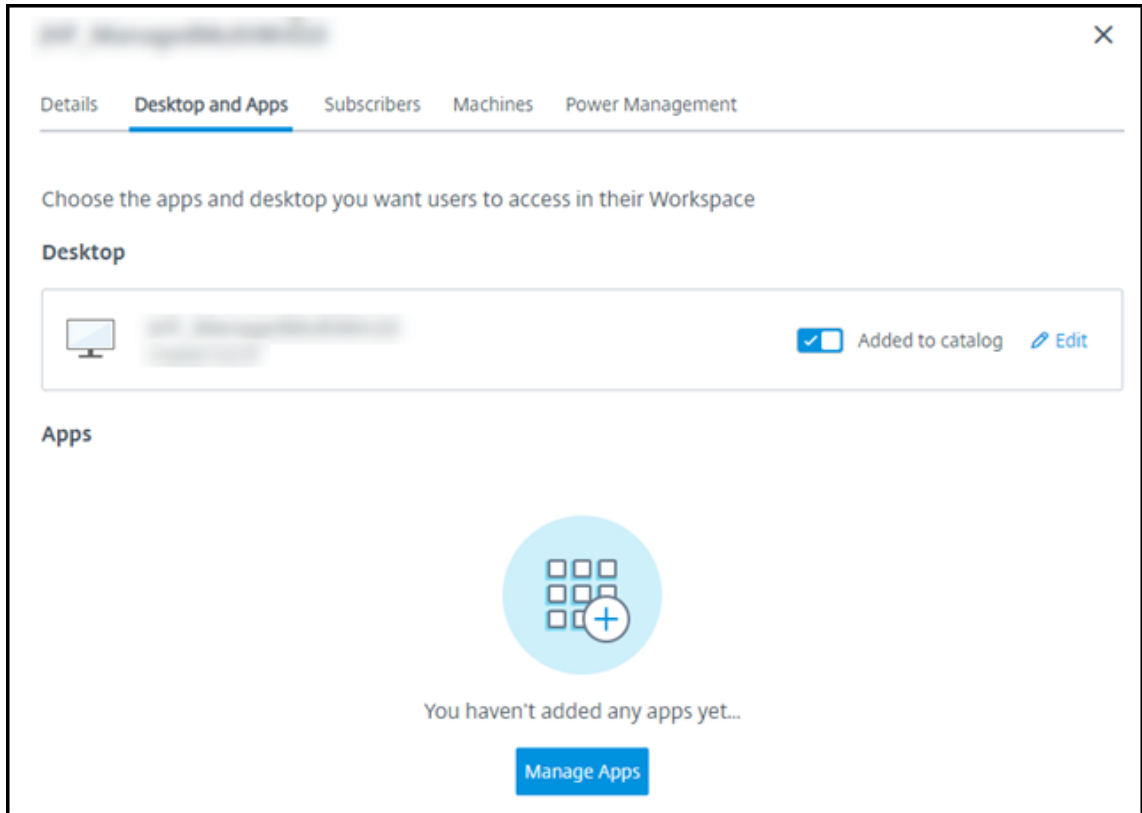 Details Desktop and Apps Subscribers Machines Power Management
Choose the apps and desktop you want users to access in their Workspace
Desktop
Added to catalog Edit
Apps
You haven't added any apps yet...
Manage Apps